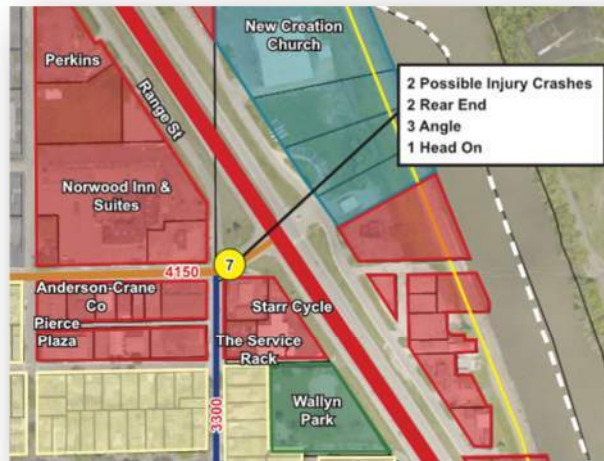 New Creation
Church
Perkins
Range St
2 Possible Injury Crashes
2 Rear End
3 Angle
1 Head On
Norwood Inn &
Suites
7
4150
Anderson-Crane
Co
Starr Cycle
Pierce
Plaza
The Service
Rack
3300
Wallyn
Park